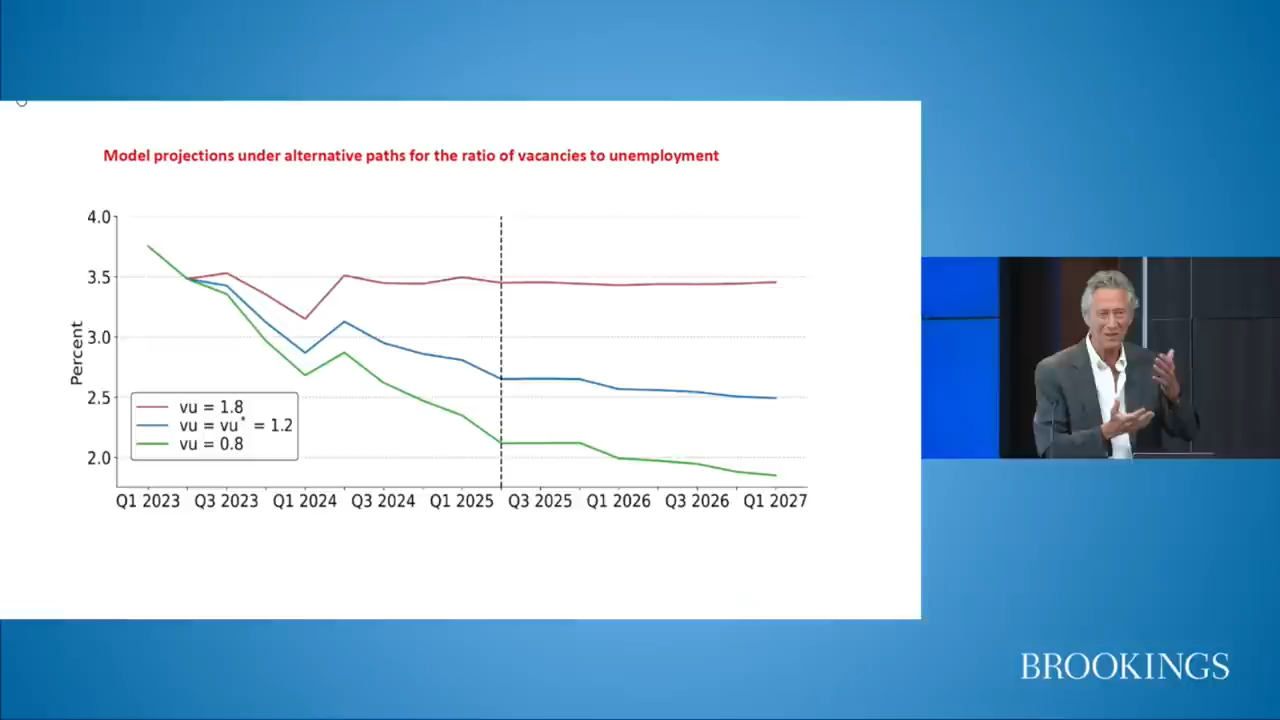 Model projections under alternative paths for the ratio of vacancies to unemployment
4.0
3.5
3.0
2.5
2.0
Percent
vu = 1.8
vu = vu* = 1.2
vu = 0.8
Q1 2023 Q3 2023 Q1 2024 Q3 2024 Q1 2025 Q3 2025 Q1 2026 Q3 2026 Q1 2027
BROOKINGS